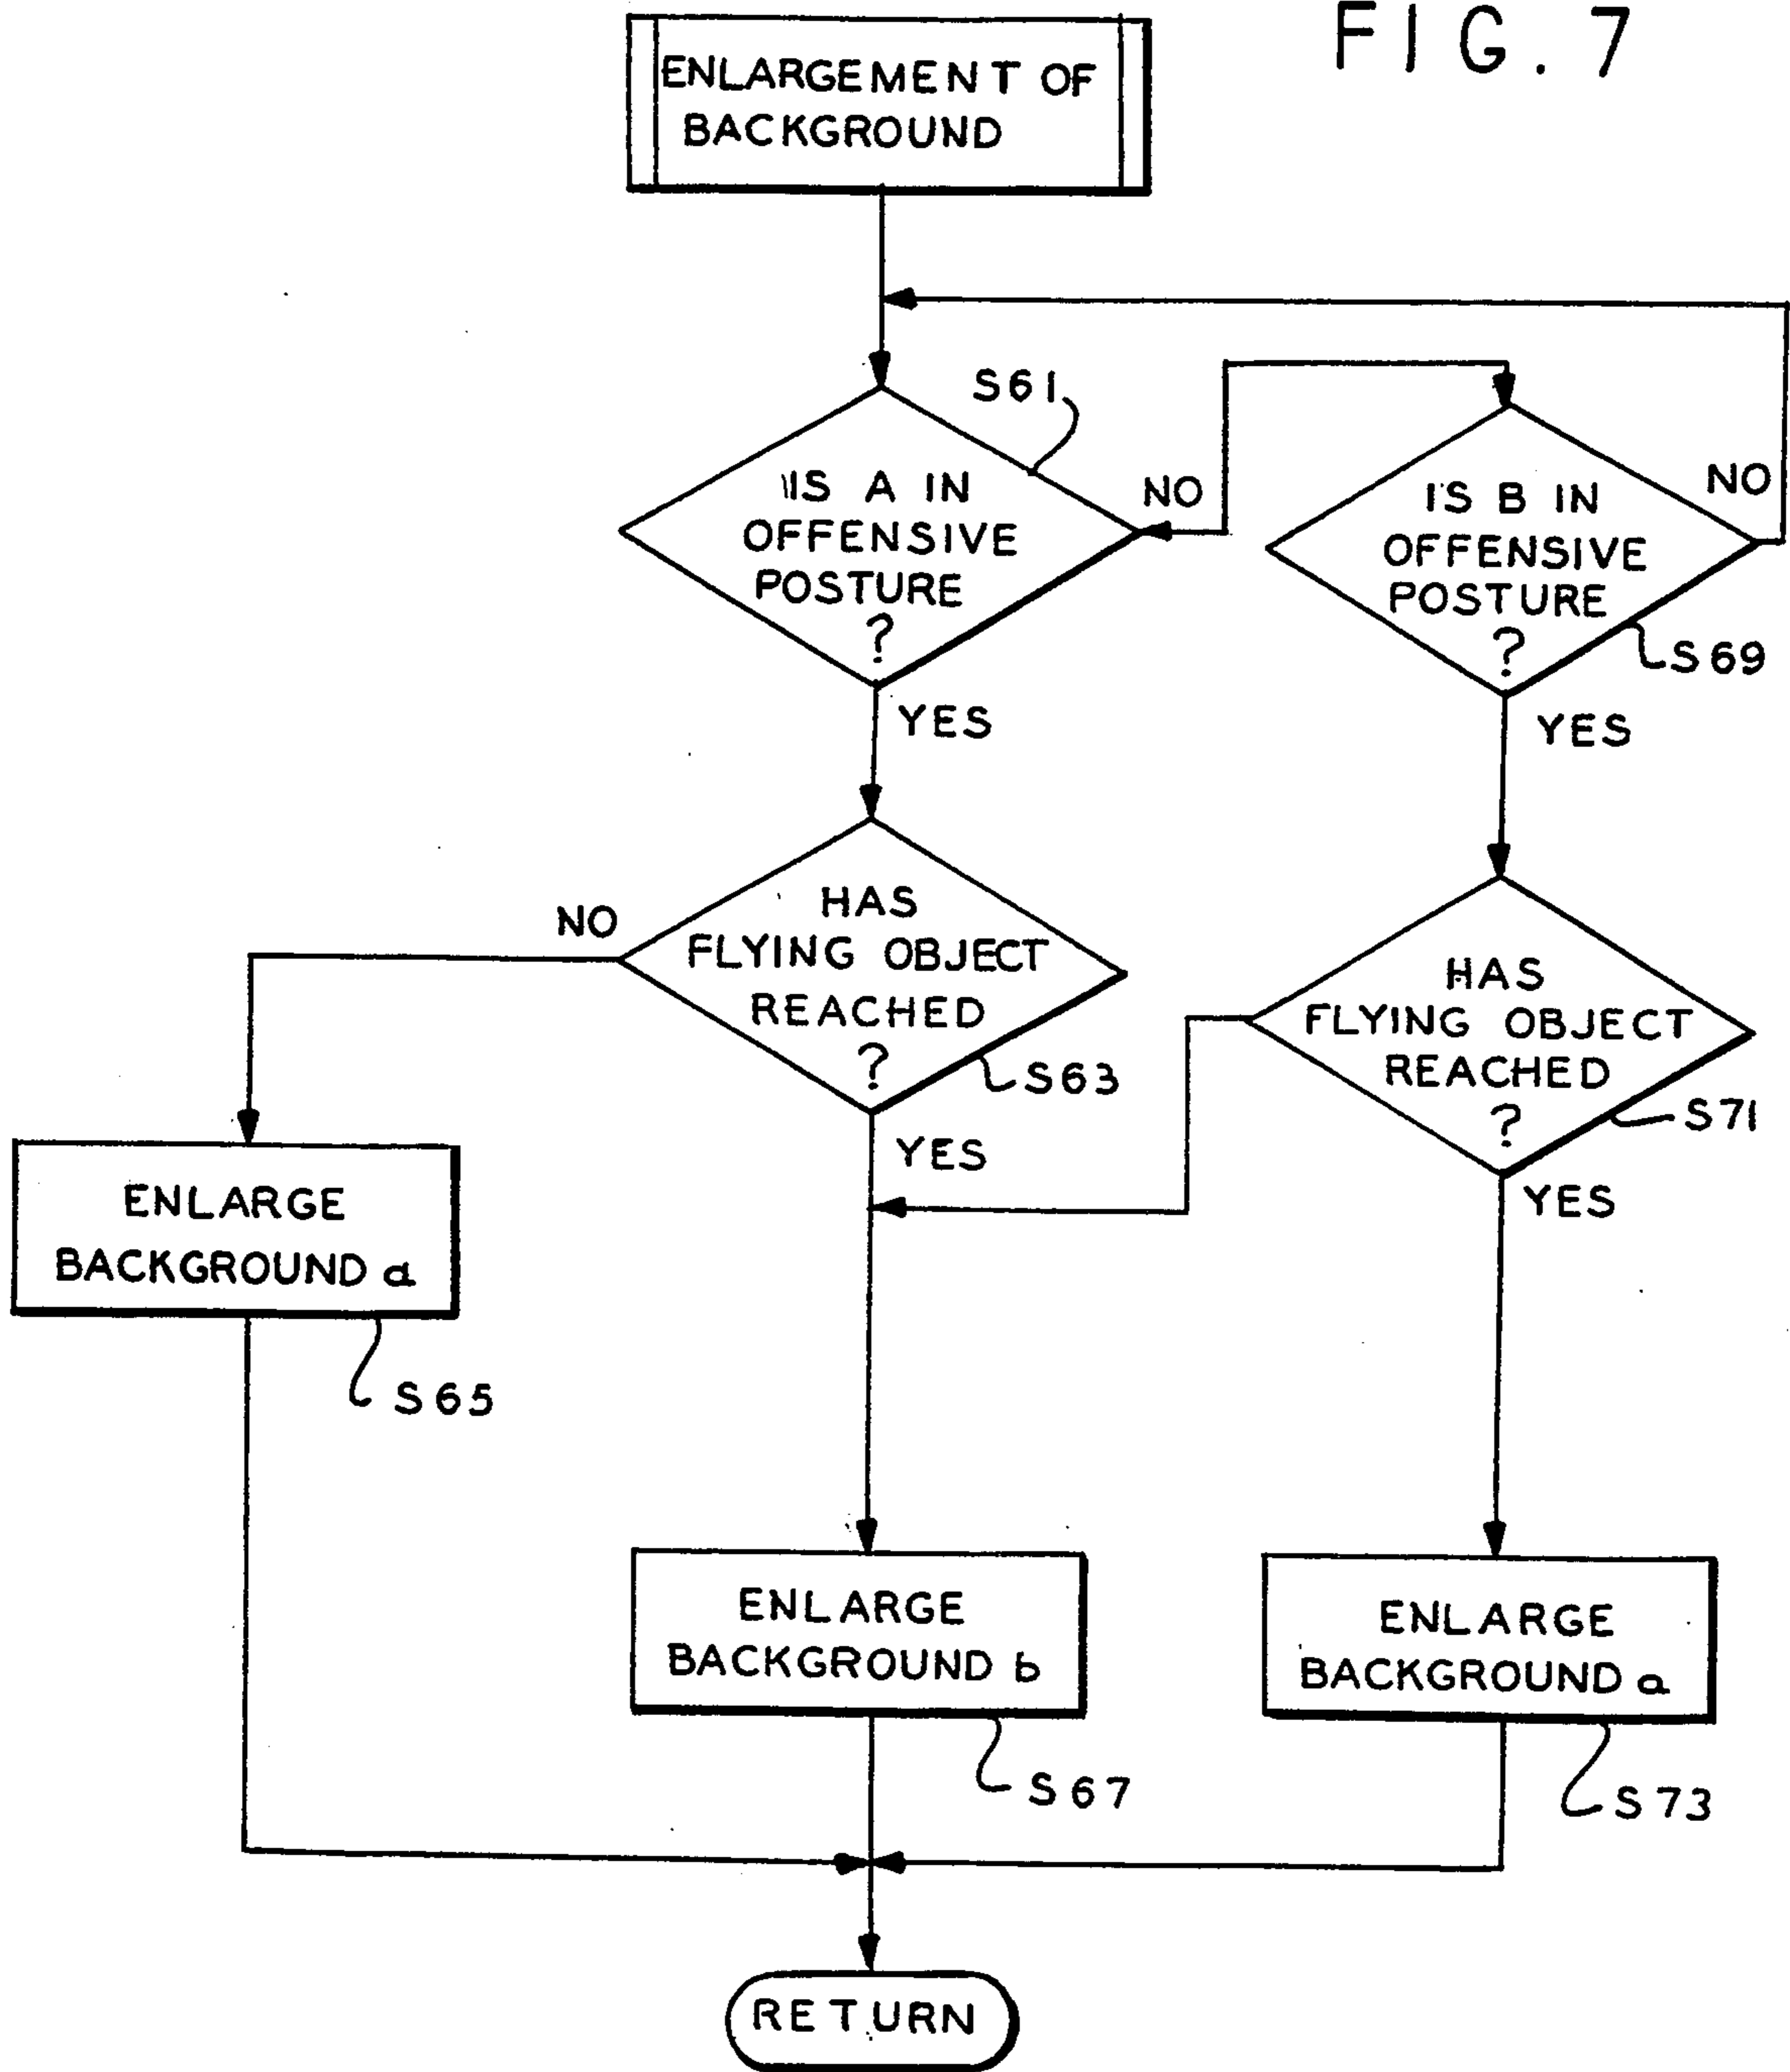 FIG. 7
ENLARGEMENT OF
BACKGROUND
S61
IS A IN
OFFENSIVE
POSTURE
?
NO
YES
IS B IN
OFFENSIVE
POSTURE
?
NO
S69
YES
HAS
FLYING OBJECT
REACHED
?
NO
S63
YES
HAS
FLYING OBJECT
REACHED
?
S71
YES
ENLARGE
BACKGROUND a
S65
ENLARGE
BACKGROUND b
S67
ENLARGE
BACKGROUND a
S73
RETURN